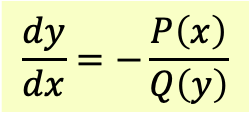 dy/dx = − P(x)/Q(y)